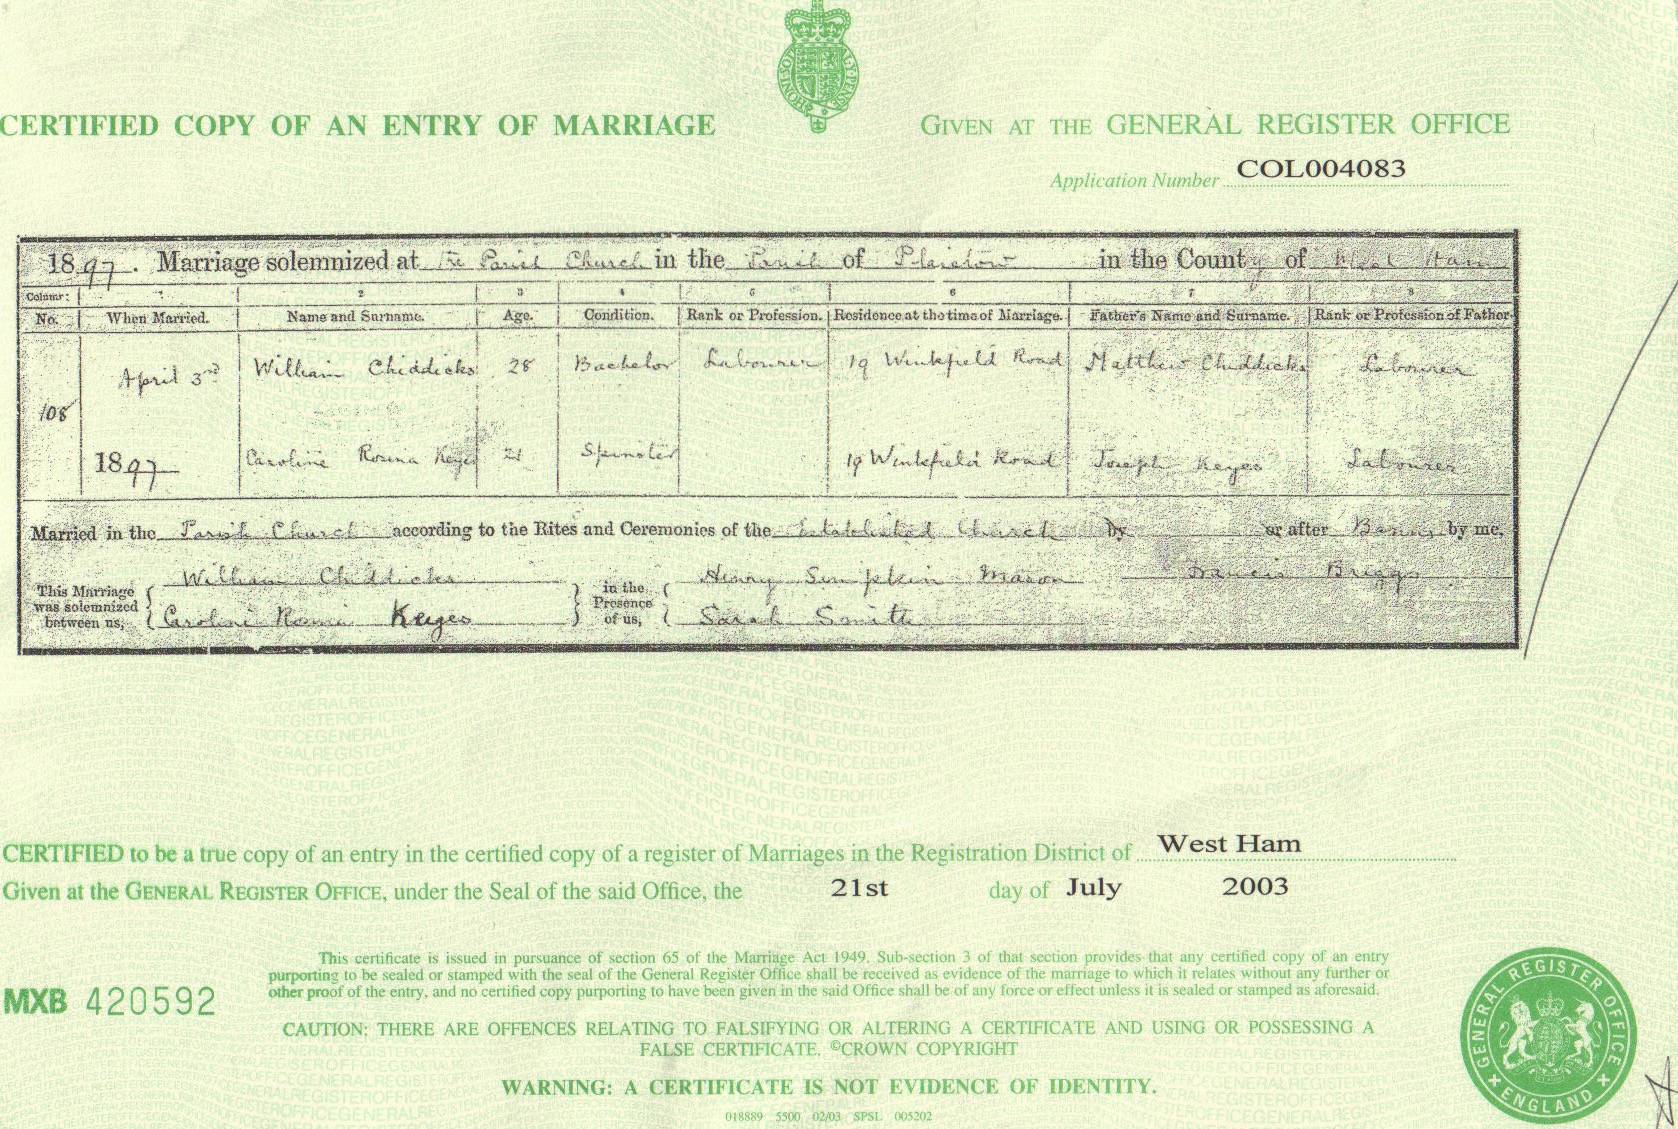 CERTIFIED COPY OF AN ENTRY OF MARRIAGE
GIVEN AT THE GENERAL REGISTER OFFICE
Application Number COL004083
1897. Marriage solemnized at The Parish Church in the Parish of Plaistow in the County of West Ham
Column: 1 2 3 4 5 6 7 8
No. When Married. Name and Surname. Age. Condition. Rank or Profession. Residence at the time of Marriage. Father's Name and Surname. Rank or Profession of Father.
April 3rd William Chiddicks 28 Bachelor Labourer 19 Winkfield Road Matthew Chiddicks Labourer
108
1897 Caroline Rosina Keyes 21 Spinster 19 Winkfield Road Joseph Keyes Labourer
Married in the Parish Church according to the Rites and Ceremonies of the Established Church by or after Banns by me,
This Marriage was solemnized between us, William Chiddicks Caroline Rosina Keyes in the Presence of us, Henry Simpkin Mason Sarah Smith Francis Briggs
CERTIFIED to be a true copy of an entry in the certified copy of a register of Marriages in the Registration District of West Ham
Given at the GENERAL REGISTER OFFICE, under the Seal of the said Office, the 21st day of July 2003
This certificate is issued in pursuance of section 65 of the Marriage Act 1949. Sub-section 3 of that section provides that any certified copy of an entry
purporting to be sealed or stamped with the seal of the General Register Office shall be received as evidence of the marriage to which it relates without any further or
other proof of the entry, and no certified copy purporting to have been given in the said Office shall be of any force or effect unless it is sealed or stamped as aforesaid.
MXB 420592
CAUTION: THERE ARE OFFENCES RELATING TO FALSIFYING OR ALTERING A CERTIFICATE AND USING OR POSSESSING A
FALSE CERTIFICATE. ©CROWN COPYRIGHT
WARNING: A CERTIFICATE IS NOT EVIDENCE OF IDENTITY.
018889 5500 02/03 SPSL 005202
GENERAL REGISTER OFFICE
ENGLAND